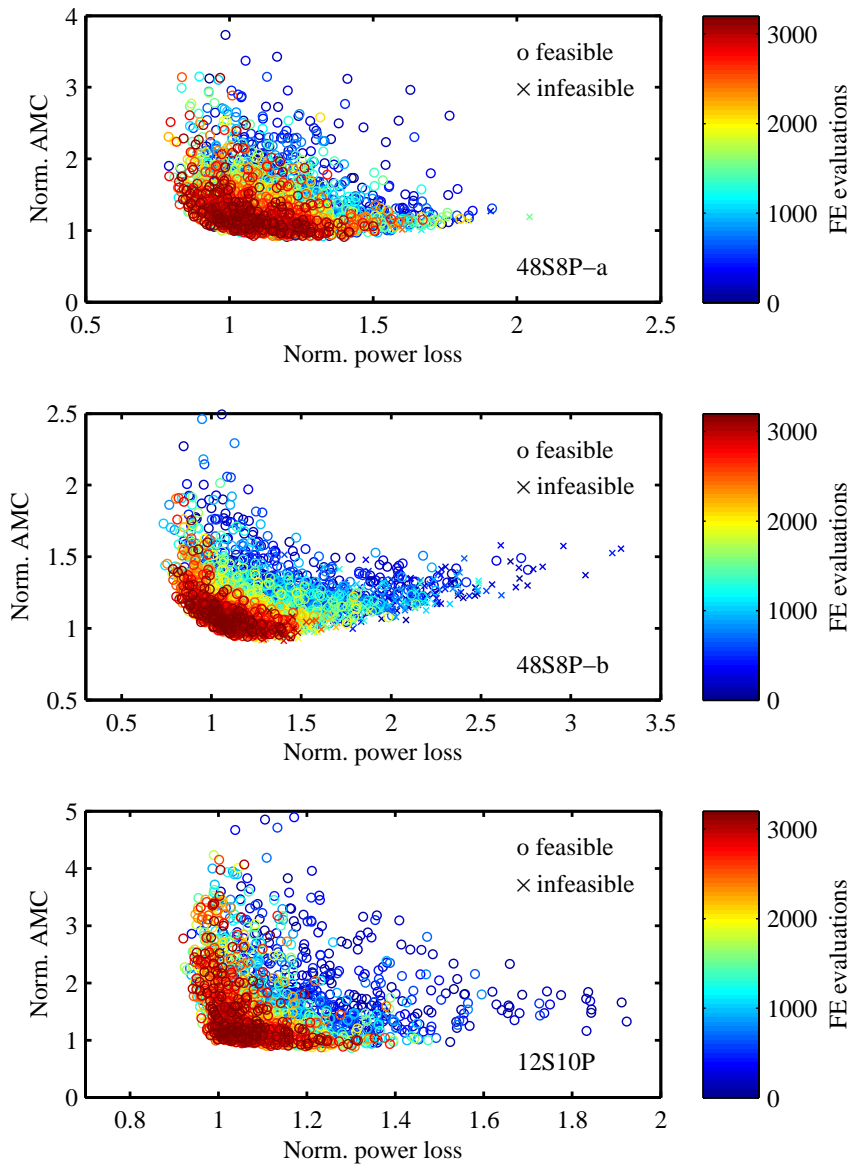 4
3
2
1
0
0.5
1
1.5
2
2.5
Norm. AMC
Norm. power loss
o feasible
× infeasible
48S8P−a
3000
2000
1000
0
FE evaluations
2.5
2
1.5
1
0.5
0.5
1
1.5
2
2.5
3
3.5
Norm. AMC
Norm. power loss
o feasible
× infeasible
48S8P−b
3000
2000
1000
0
FE evaluations
5
4
3
2
1
0
0.8
1
1.2
1.4
1.6
1.8
2
Norm. AMC
Norm. power loss
o feasible
× infeasible
12S10P
3000
2000
1000
0
FE evaluations